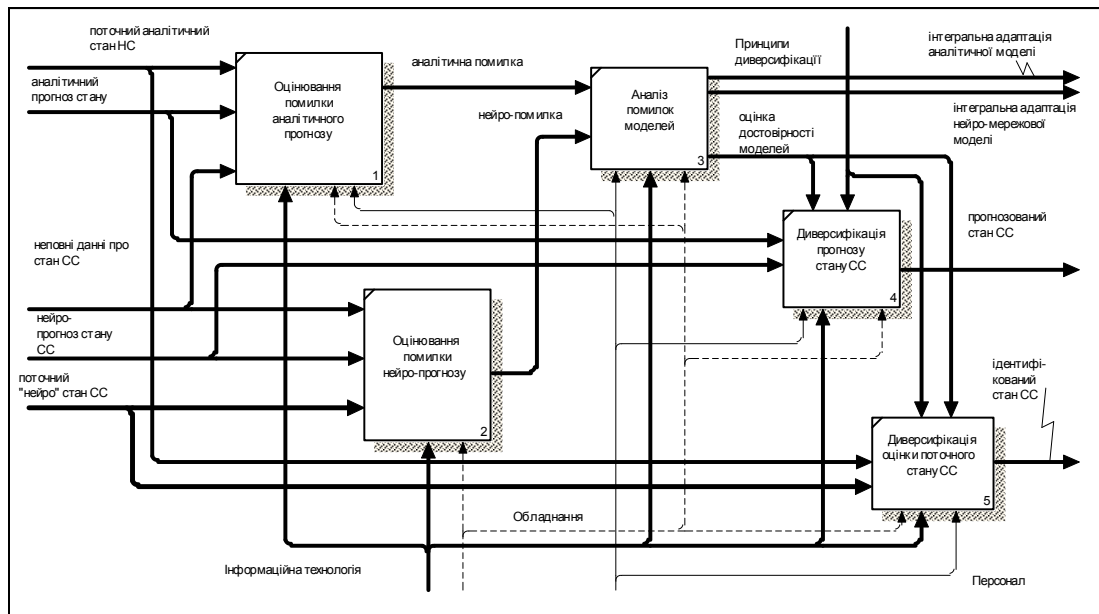 поточний аналітичний
стан НС
аналітичний
прогноз стану
Оцінювання
помилки
аналітичного
прогнозу
1
аналітична помилка
нейро-помилка
Аналіз
помилок
моделей
3
Принципи
диверсифікації
оцінка
достовірності
моделей
інтегральна адаптація
аналітичної моделі
інтегральна адаптація
нейро-мережової
моделі
неповні данні про
стан СС
Диверсифікація
прогнозу
стану СС
4
прогнозований
стан СС
нейро-
прогноз стану
СС
Оцінювання
помилки
нейро-прогнозу
2
поточний
"нейро" стан СС
ідентифі-
кований
стан СС
Диверсифікація
оцінки поточного
стану СС
5
Обладнання
Інформаційна технологія
Персонал